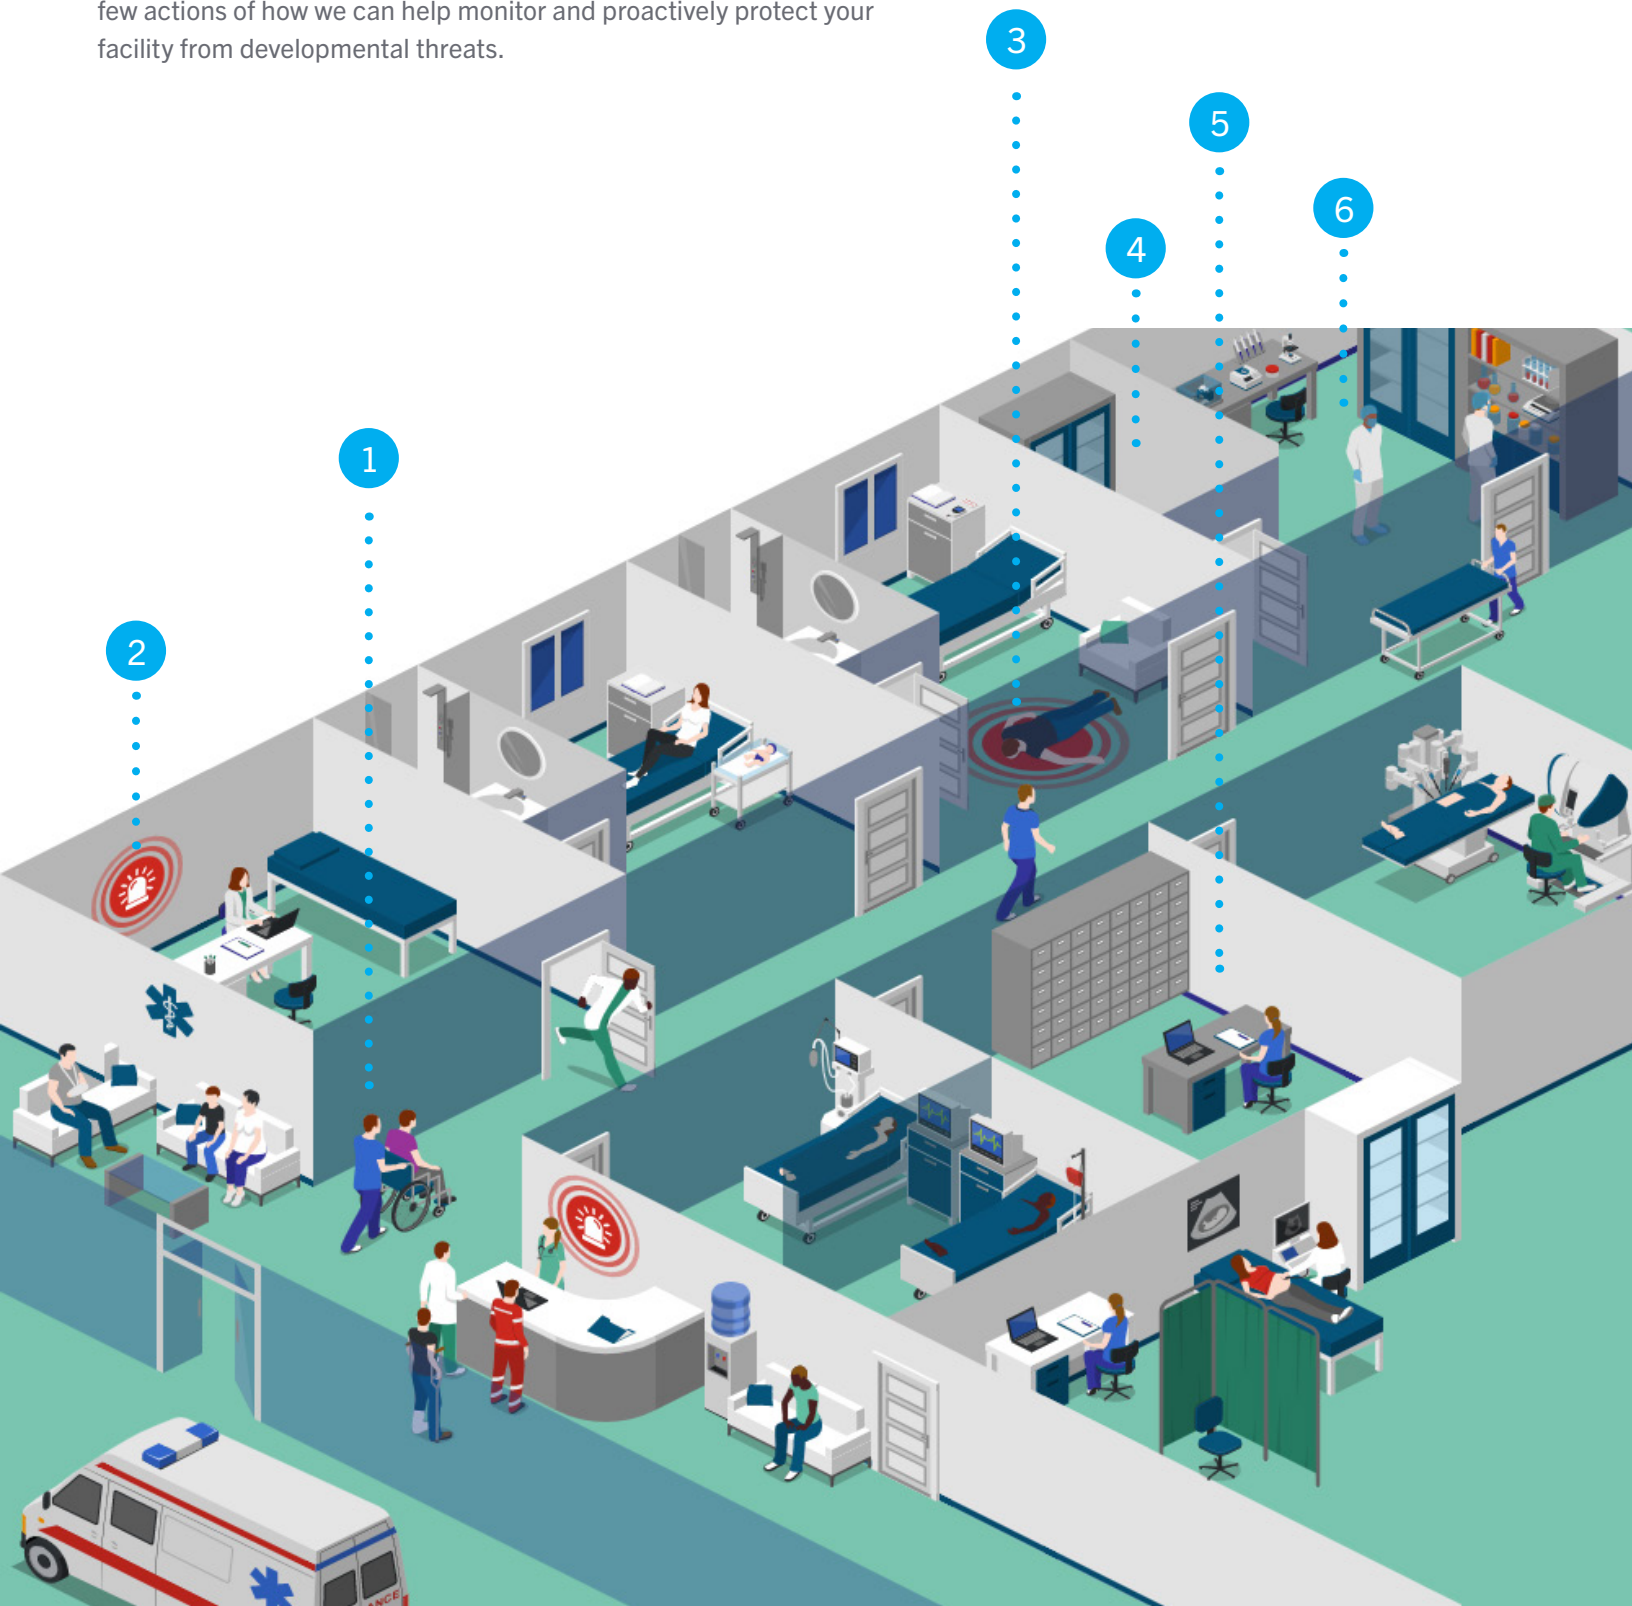 few actions of how we can help monitor and proactively protect your
facility from developmental threats.
3
5
6
4
1
2
ANCE